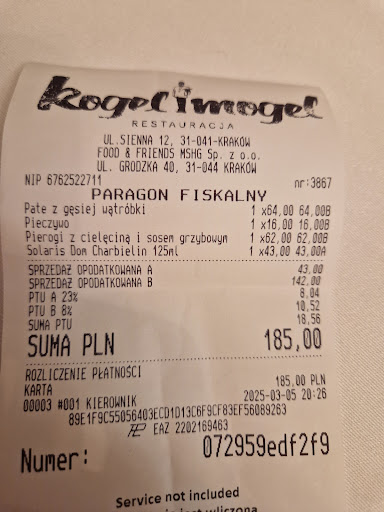 kogel mogel
RESTAURACJA
UL.SIENNA 12, 31-041-KRAKÓW
FOOD & FRIENDS MSHG Sp. z o.o.
UL. GRODZKA 40, 31-044 KRAKÓW
NIP 6762522711 nr:3867
PARAGON FISKALNY
Pate z gęsiej wątróbki 1 x64,00 64,00B
Pieczywo 1 x16,00 16,00B
Pierogi z cielęciną i sosem grzybowym 1 x62,00 62,00B
Solaris Dom Charbielin 125ml 1 x43,00 43,00A
SPRZEDAŻ OPODATKOWANA A 43,00
SPRZEDAŻ OPODATKOWANA B 142,00
PTU A 23% 8,04
PTU B 8% 10,52
SUMA PTU 18,56
SUMA PLN 185,00
ROZLICZENIE PŁATNOŚCI
KARTA 185,00 PLN
00003 #001 KIEROWNIK 2025-03-05 20:26
89E1F9C55056403ECD1D13C6F9CF83EF56089263
EAZ 2202169463
Numer: 072959edf2f9
Service not included